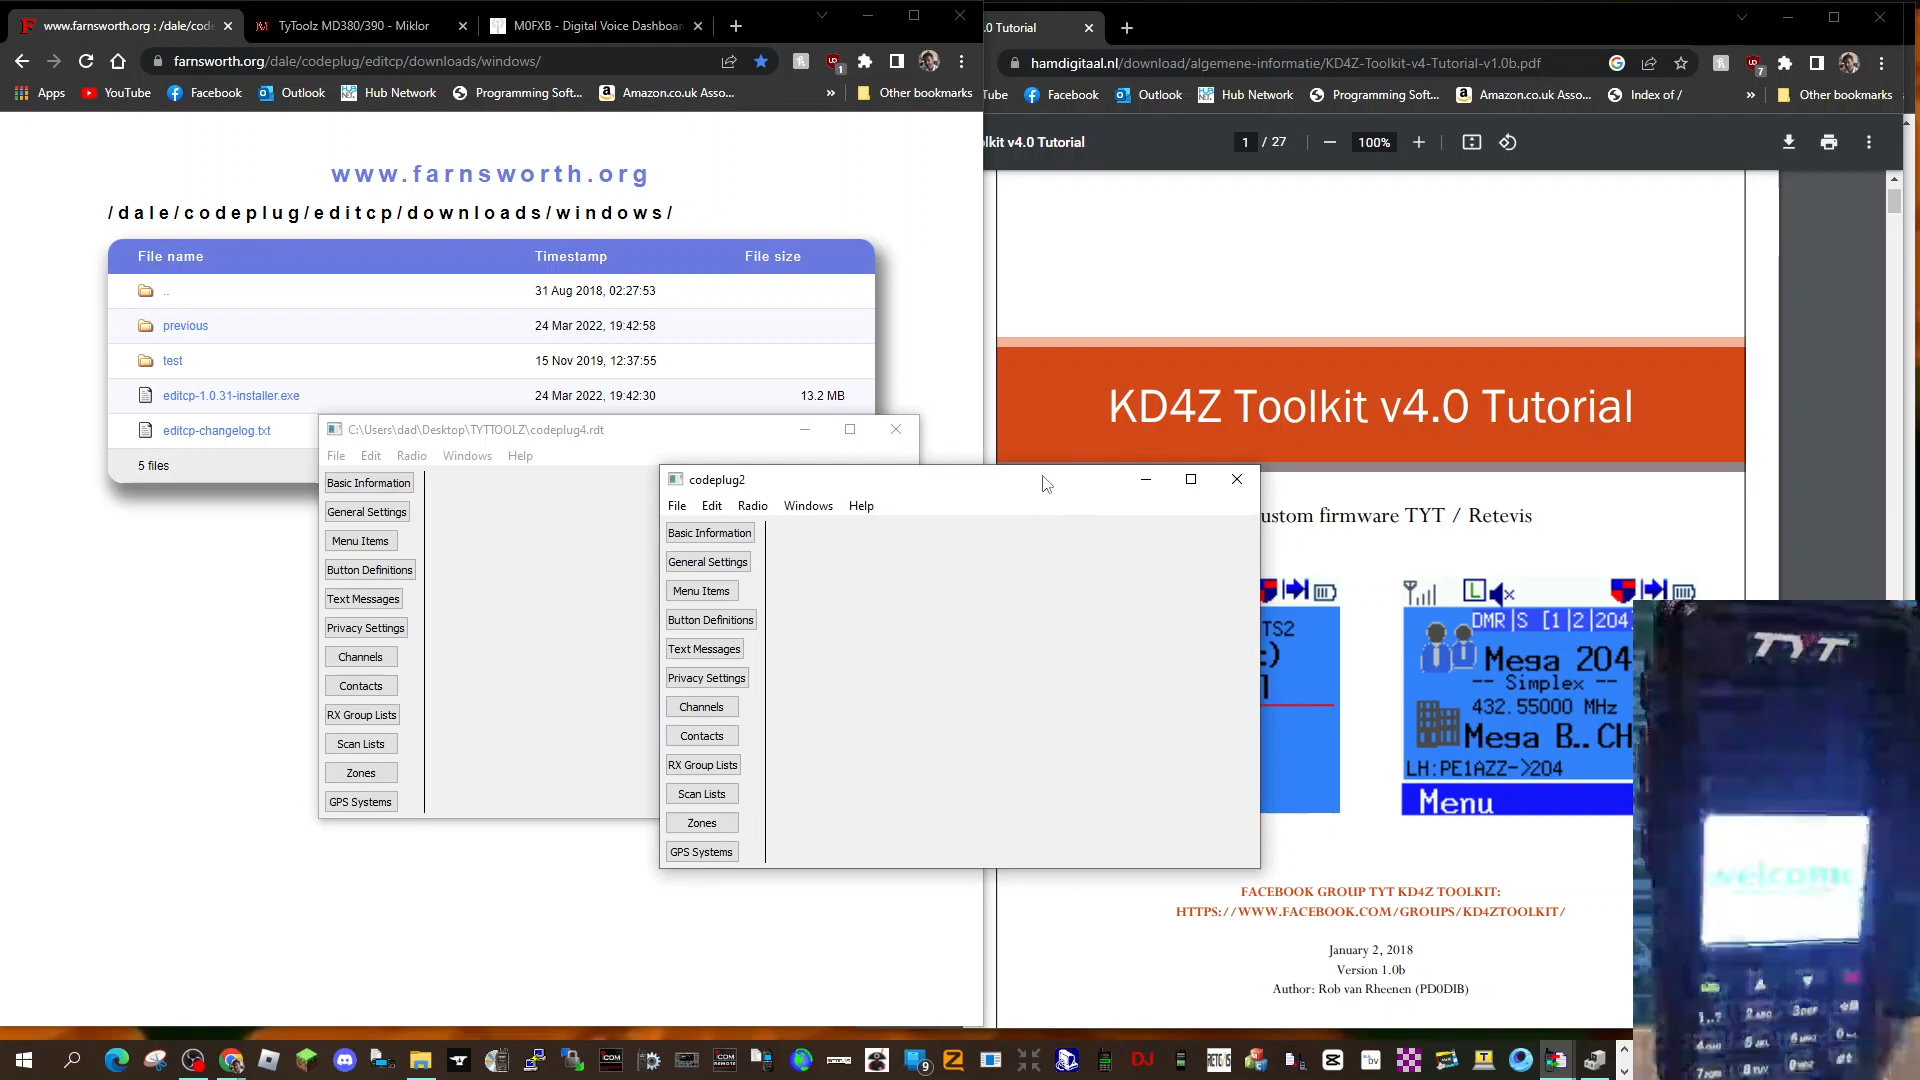 www.farnsworth.org : /dale/code
TyToolz MD380/390 - Miklor
M0FXB - Digital Voice Dashboar
farnsworth.org/dale/codeplug/editcp/downloads/windows/
Apps
YouTube
Facebook
Outlook
Hub Network
Programming Soft...
Amazon.co.uk Asso...
»
Other bookmarks
www.farnsworth.org
/dale/codeplug/editcp/downloads/windows/
File name Timestamp File size
.. 31 Aug 2018, 02:27:53
previous 24 Mar 2022, 19:42:58
test 15 Nov 2019, 12:37:55
editcp-1.0.31-installer.exe 24 Mar 2022, 19:42:30 13.2 MB
editcp-changelog.txt
5 files
C:\Users\dad\Desktop\TYTTOOLZ\codeplug4.rdt
File Edit Radio Windows Help
Basic Information
General Settings
Menu Items
Button Definitions
Text Messages
Privacy Settings
Channels
Contacts
RX Group Lists
Scan Lists
Zones
GPS Systems
codeplug2
File Edit Radio Windows Help
Basic Information
General Settings
Menu Items
Button Definitions
Text Messages
Privacy Settings
Channels
Contacts
RX Group Lists
Scan Lists
Zones
GPS Systems
.0 Tutorial
hamdigitaal.nl/download/algemene-informatie/KD4Z-Toolkit-v4-Tutorial-v1.0b.pdf
Tube
Facebook
Outlook
Hub Network
Programming Soft...
Amazon.co.uk Asso...
Index of /
»
Other bookmarks
lkit v4.0 Tutorial
1 / 27
100%
KD4Z Toolkit v4.0 Tutorial
ustom firmware TYT / Retevis
TS2
DMR|S [1|2|204
Mega 204
-- Simplex --
432.55000 MHz
Mega B..CH
LH:PE1AZZ->204
Menu
FACEBOOK GROUP TYT KD4Z TOOLKIT:
HTTPS://WWW.FACEBOOK.COM/GROUPS/KD4ZTOOLKIT/
January 2, 2018
Version 1.0b
Author: Rob van Rheenen (PD0DIB)
TYT
welcome